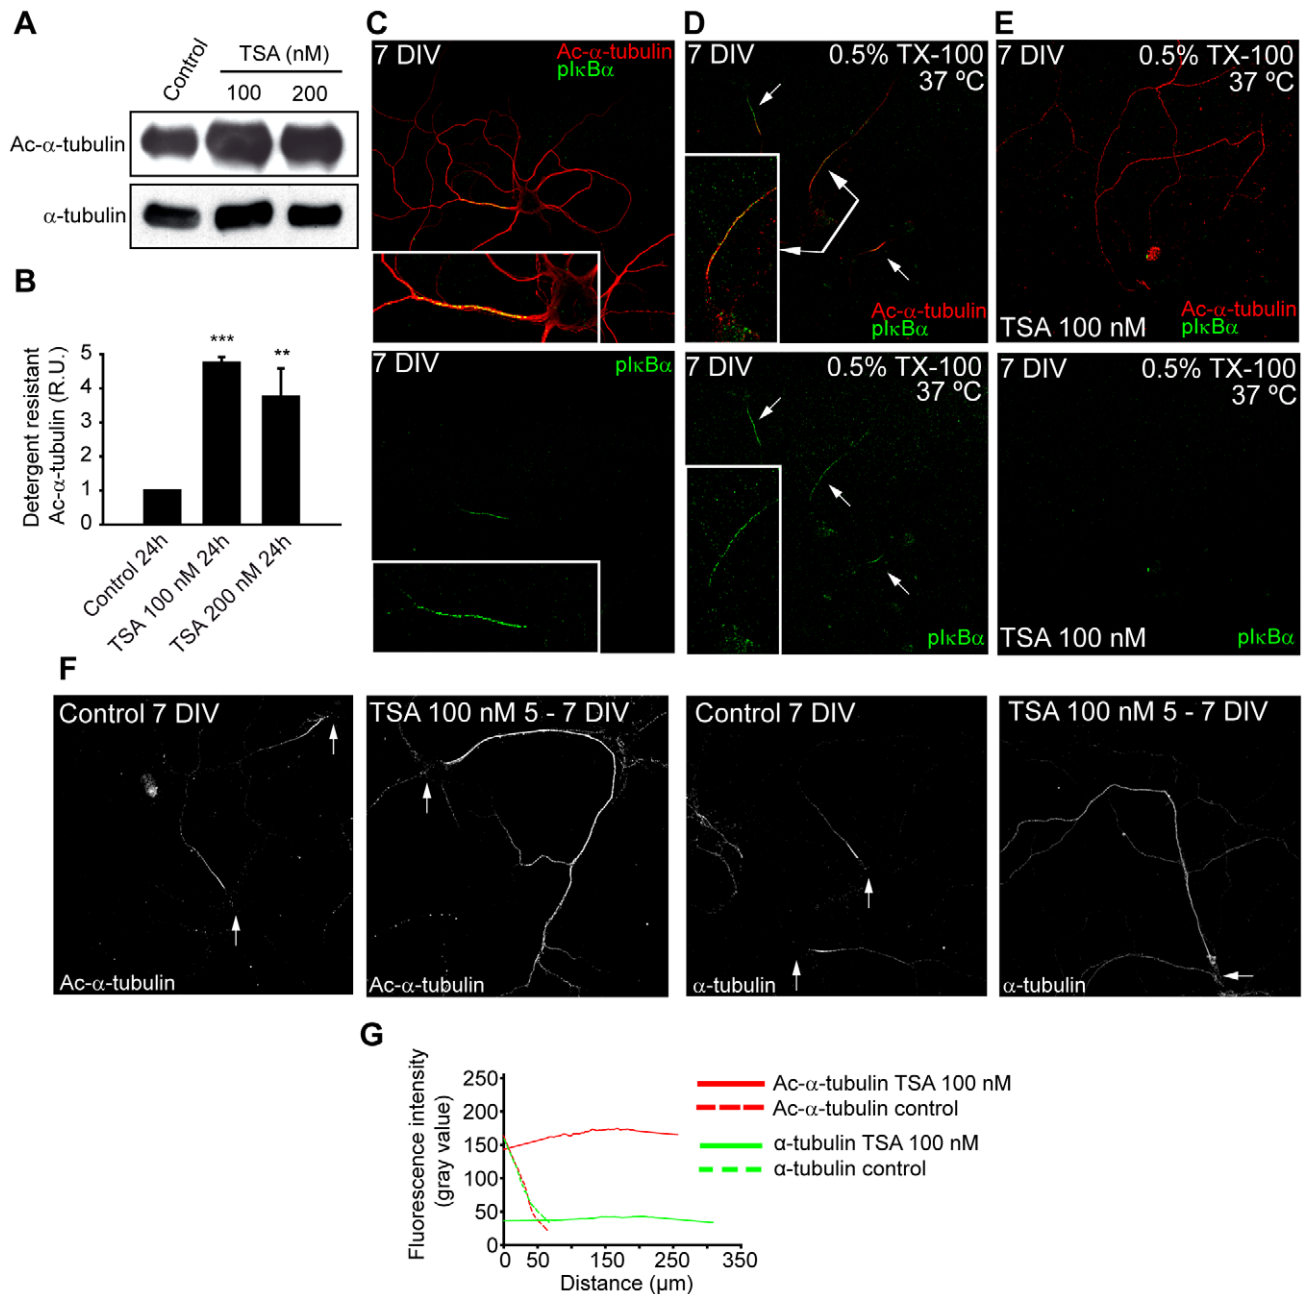 A
Control
TSA (nM)
100 200
Ac-α-tubulin
α-tubulin
B
Detergent resistant
Ac-α-tubulin (R.U.)
5
4
3
2
1
0
***
**
Control 24h
TSA 100 nM 24h
TSA 200 nM 24h
C
7 DIV
Ac-α-tubulin
pIκBα
7 DIV
pIκBα
D
7 DIV
0.5% TX-100
37 ºC
Ac-α-tubulin
pIκBα
7 DIV
0.5% TX-100
37 ºC
pIκBα
E
7 DIV
0.5% TX-100
37 ºC
TSA 100 nM
Ac-α-tubulin
pIκBα
7 DIV
0.5% TX-100
37 ºC
TSA 100 nM
pIκBα
F
Control 7 DIV
Ac-α-tubulin
TSA 100 nM 5 - 7 DIV
Ac-α-tubulin
Control 7 DIV
α-tubulin
TSA 100 nM 5 - 7 DIV
α-tubulin
G
Fluorescence intensity
(gray value)
250
200
150
100
50
0
0 50 150 250 350
Distance (µm)
Ac-α-tubulin TSA 100 nM
Ac-α-tubulin control
α-tubulin TSA 100 nM
α-tubulin control